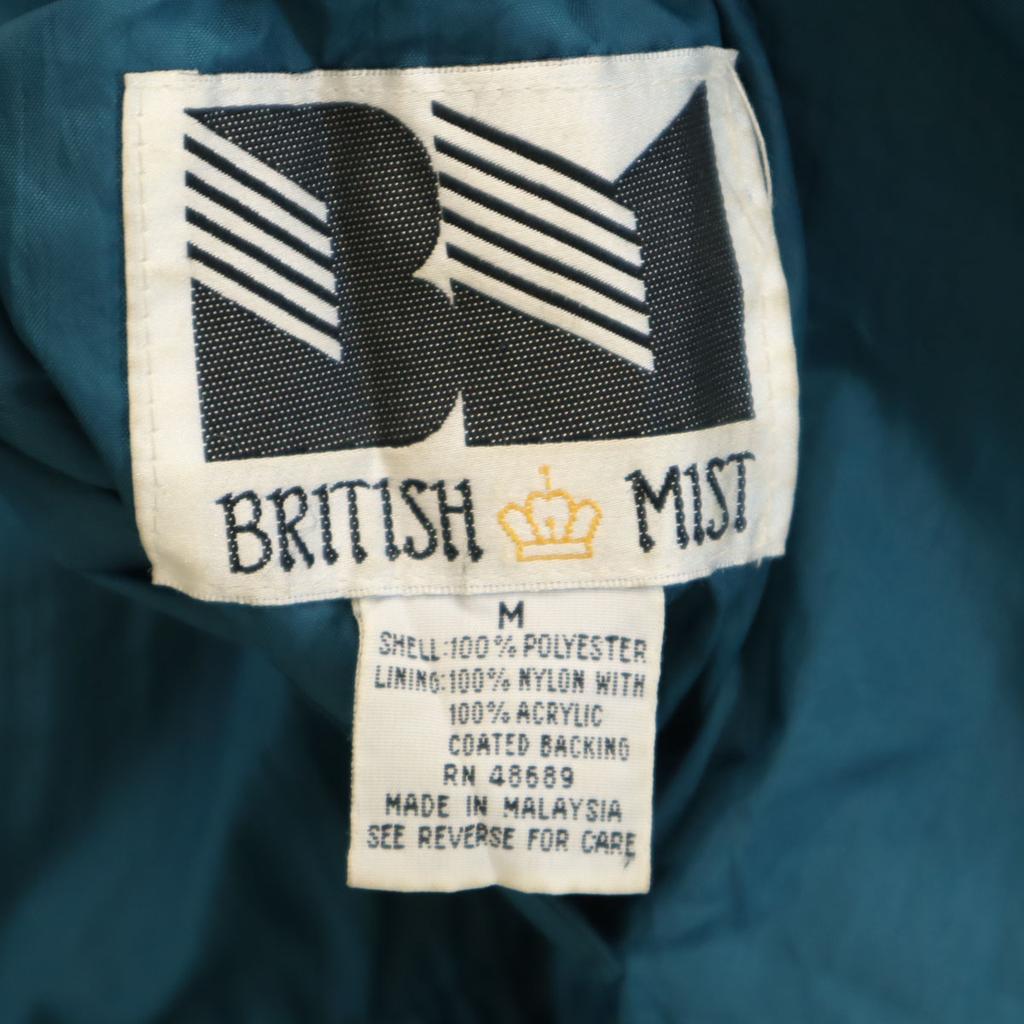 BM
BRITISH MIST
M
SHELL:100% POLYESTER
LINING:100% NYLON WITH
100% ACRYLIC
COATED BACKING
RN 48689
MADE IN MALAYSIA
SEE REVERSE FOR CARE